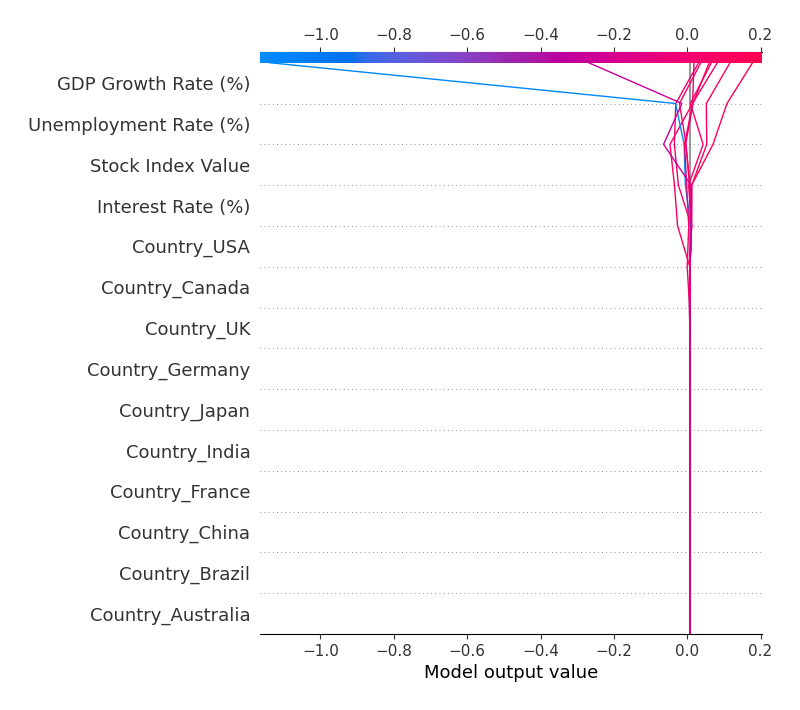 −1.0 −0.8 −0.6 −0.4 −0.2 0.0 0.2
GDP Growth Rate (%)
Unemployment Rate (%)
Stock Index Value
Interest Rate (%)
Country_USA
Country_Canada
Country_UK
Country_Germany
Country_Japan
Country_India
Country_France
Country_China
Country_Brazil
Country_Australia
−1.0 −0.8 −0.6 −0.4 −0.2 0.0 0.2
Model output value